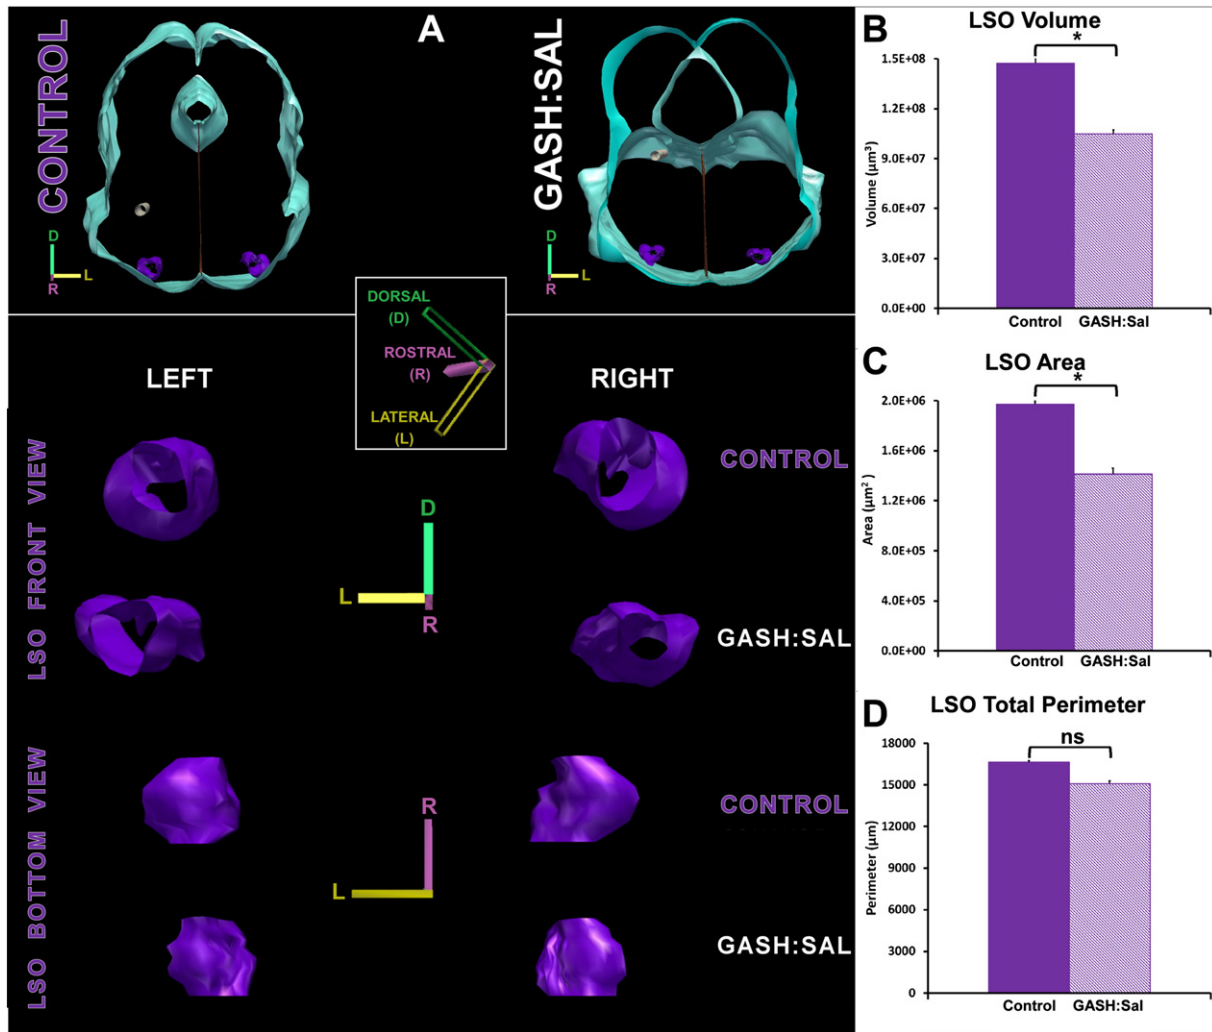 A
CONTROL
D
L
R
GASH:SAL
D
L
R
DORSAL
(D)
ROSTRAL
(R)
LATERAL
(L)
LEFT
RIGHT
LSO FRONT VIEW
CONTROL
D
L
R
GASH:SAL
LSO BOTTOM VIEW
CONTROL
R
L
GASH:SAL
B
LSO Volume
*
Volume (µm³)
1.5E+08
1.2E+08
9.0E+07
6.0E+07
3.0E+07
0.0E+00
Control GASH:Sal
C
LSO Area
*
Area (µm²)
2.0E+06
1.6E+06
1.2E+06
8.0E+05
4.0E+05
0.0E+00
Control GASH:Sal
D
LSO Total Perimeter
ns
Perimeter (µm)
18000
15000
12000
9000
6000
3000
0
Control GASH:Sal